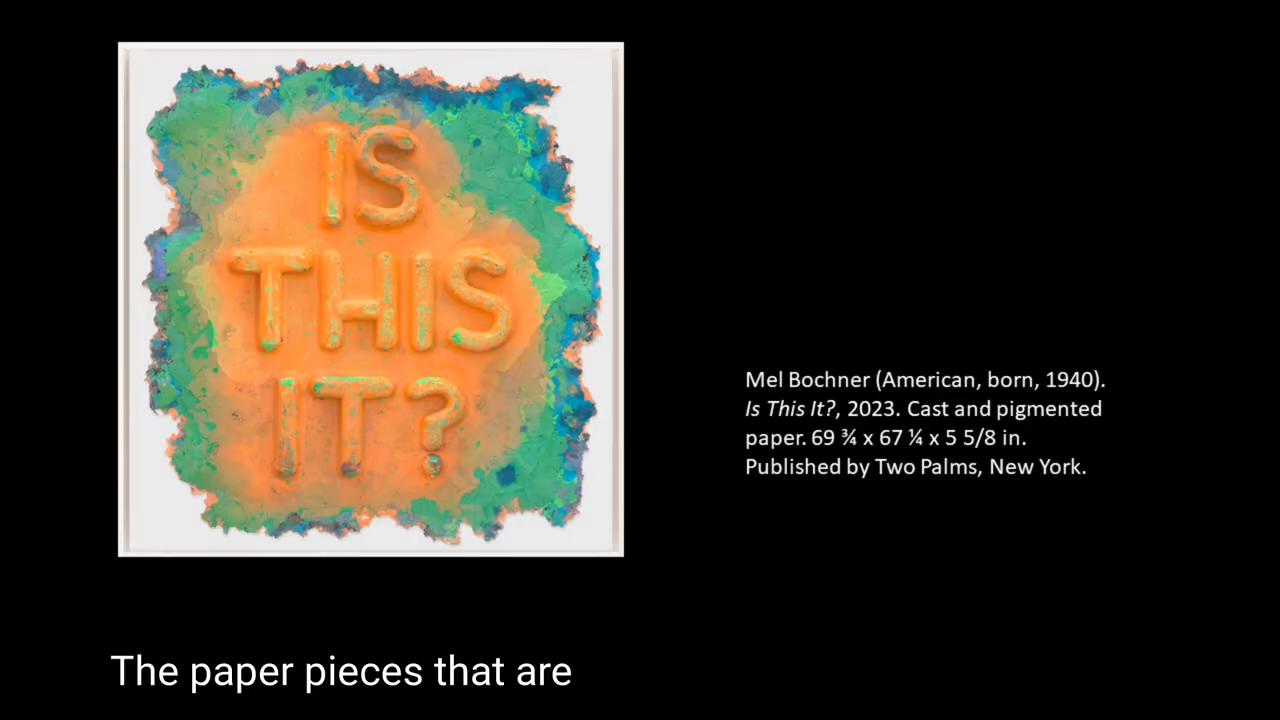 IS
THIS
IT?
Mel Bochner (American, born, 1940).
Is This It?, 2023. Cast and pigmented
paper. 69 ¾ x 67 ¼ x 5 5/8 in.
Published by Two Palms, New York.
The paper pieces that are